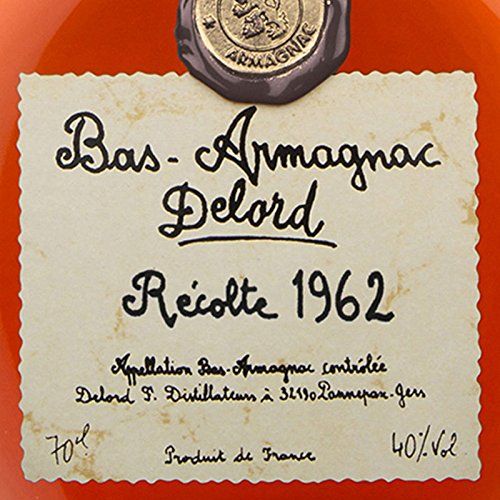 ARMAGNAC
Bas-Armagnac
Delord
Récolte 1962
Appellation Bas-Armagnac contrôlée
Delord F. Distillateurs à 32190 Lannepax-Gers
70cl
Produit de France
40% Vol